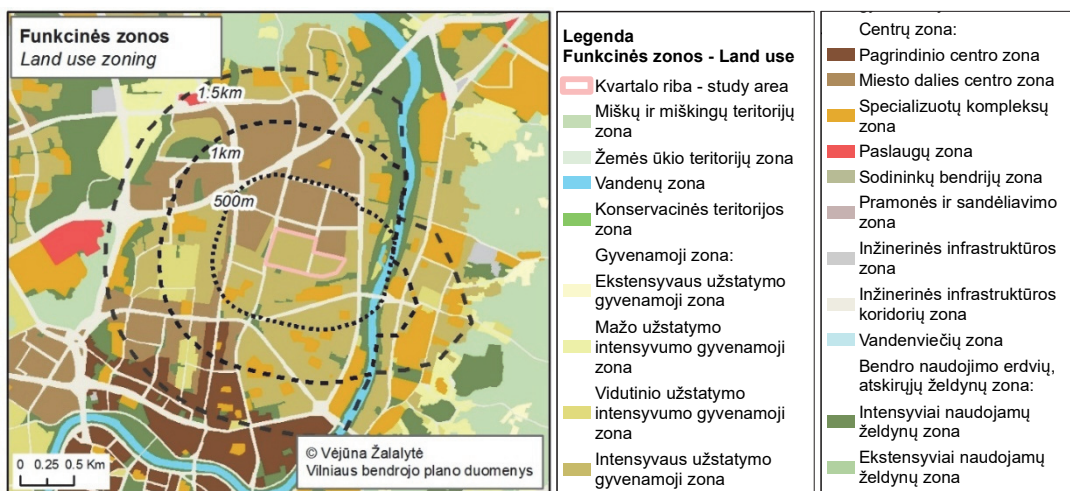 Funkcinės zonos
Land use zoning
1.5km
1km
500m
0 0.25 0.5 Km
© Vėjūna Žalalytė
Vilniaus bendrojo plano duomenys
Legenda
Funkcinės zonos - Land use
Kvartalo riba - study area
Miškų ir miškingų teritorijų
zona
Žemės ūkio teritorijų zona
Vandenų zona
Konservacinės teritorijos
zona
Gyvenamoji zona:
Ekstensyvaus užstatymo
gyvenamoji zona
Mažo užstatymo
intensyvumo gyvenamoji
zona
Vidutinio užstatymo
intensyvumo gyvenamoji
zona
Intensyvaus užstatymo
gyvenamoji zona
Centrų zona:
Pagrindinio centro zona
Miesto dalies centro zona
Specializuotų kompleksų
zona
Paslaugų zona
Sodininkų bendrijų zona
Pramonės ir sandėliavimo
zona
Inžinerinės infrastruktūros
zona
Inžinerinės infrastruktūros
koridorių zona
Vandenviečių zona
Bendro naudojimo erdvių,
atskirųjų želdynų zona:
Intensyviai naudojamų
želdynų zona
Ekstensyviai naudojamų
želdynų zona